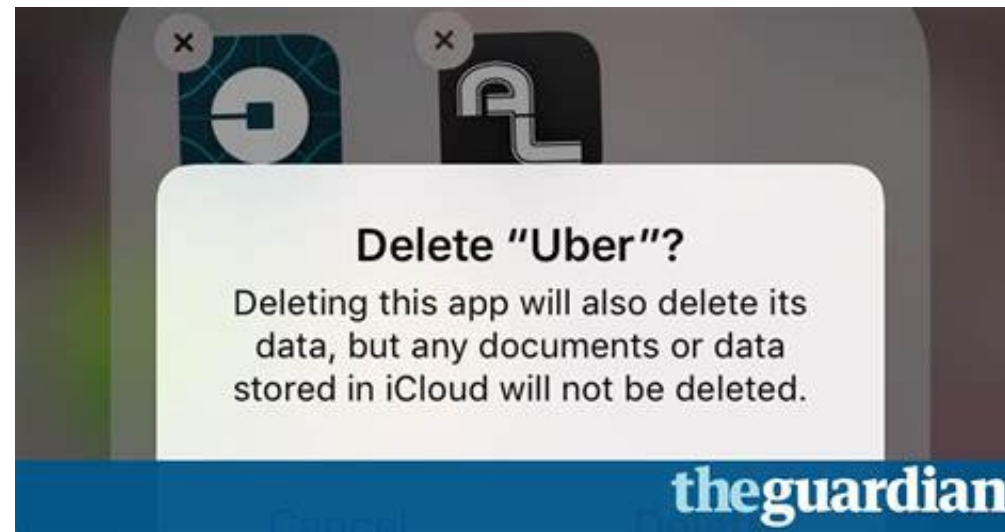 Delete “Uber”?
Deleting this app will also delete its
data, but any documents or data
stored in iCloud will not be deleted.
theguardian
Cancel